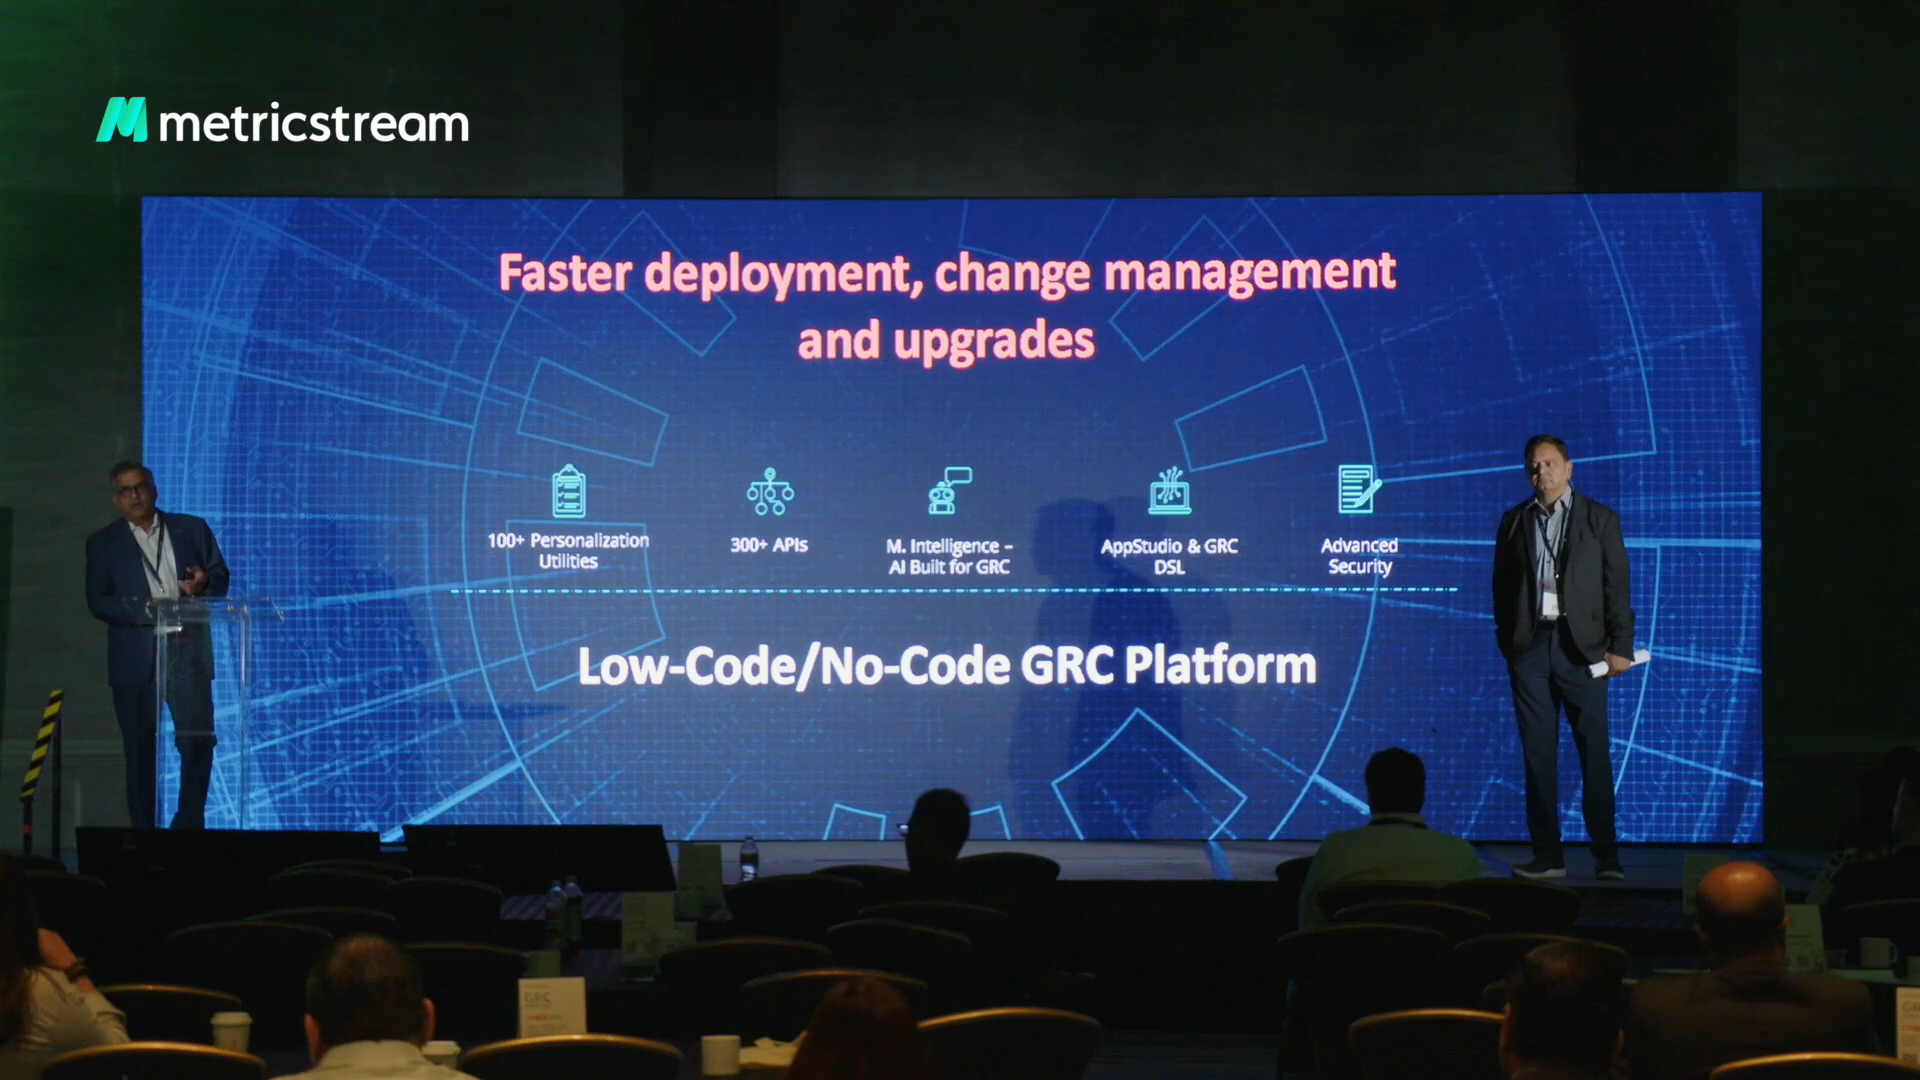 metricstream
Faster deployment, change management
and upgrades
100+ Personalization
Utilities
300+ APIs
M. Intelligence –
AI Built for GRC
AppStudio & GRC
DSL
Advanced
Security
Low-Code/No-Code GRC Platform
GRC